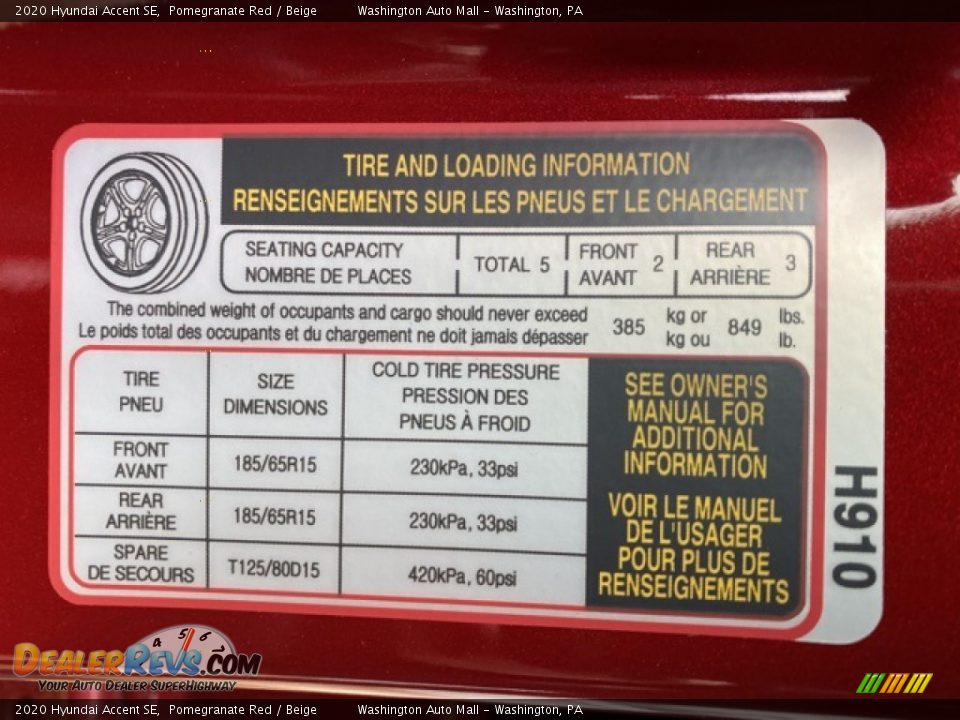 2020 Hyundai Accent SE, Pomegranate Red / Beige Washington Auto Mall - Washington, PA
TIRE AND LOADING INFORMATION
RENSEIGNEMENTS SUR LES PNEUS ET LE CHARGEMENT
SEATING CAPACITY
NOMBRE DE PLACES
TOTAL 5
FRONT
AVANT
2
REAR
ARRIÈRE
3
The combined weight of occupants and cargo should never exceed
Le poids total des occupants et du chargement ne doit jamais dépasser
385
kg or
kg ou
849
lbs.
lb.
TIRE
PNEU
SIZE
DIMENSIONS
COLD TIRE PRESSURE
PRESSION DES
PNEUS À FROID
FRONT
AVANT
185/65R15
230kPa, 33psi
REAR
ARRIÈRE
185/65R15
230kPa, 33psi
SPARE
DE SECOURS
T125/80D15
420kPa, 60psi
SEE OWNER'S
MANUAL FOR
ADDITIONAL
INFORMATION
VOIR LE MANUEL
DE L'USAGER
POUR PLUS DE
RENSEIGNEMENTS
H910
4 5 6
DEALERREVS.COM
YOUR AUTO DEALER SUPERHIGHWAY
2020 Hyundai Accent SE, Pomegranate Red / Beige Washington Auto Mall - Washington, PA